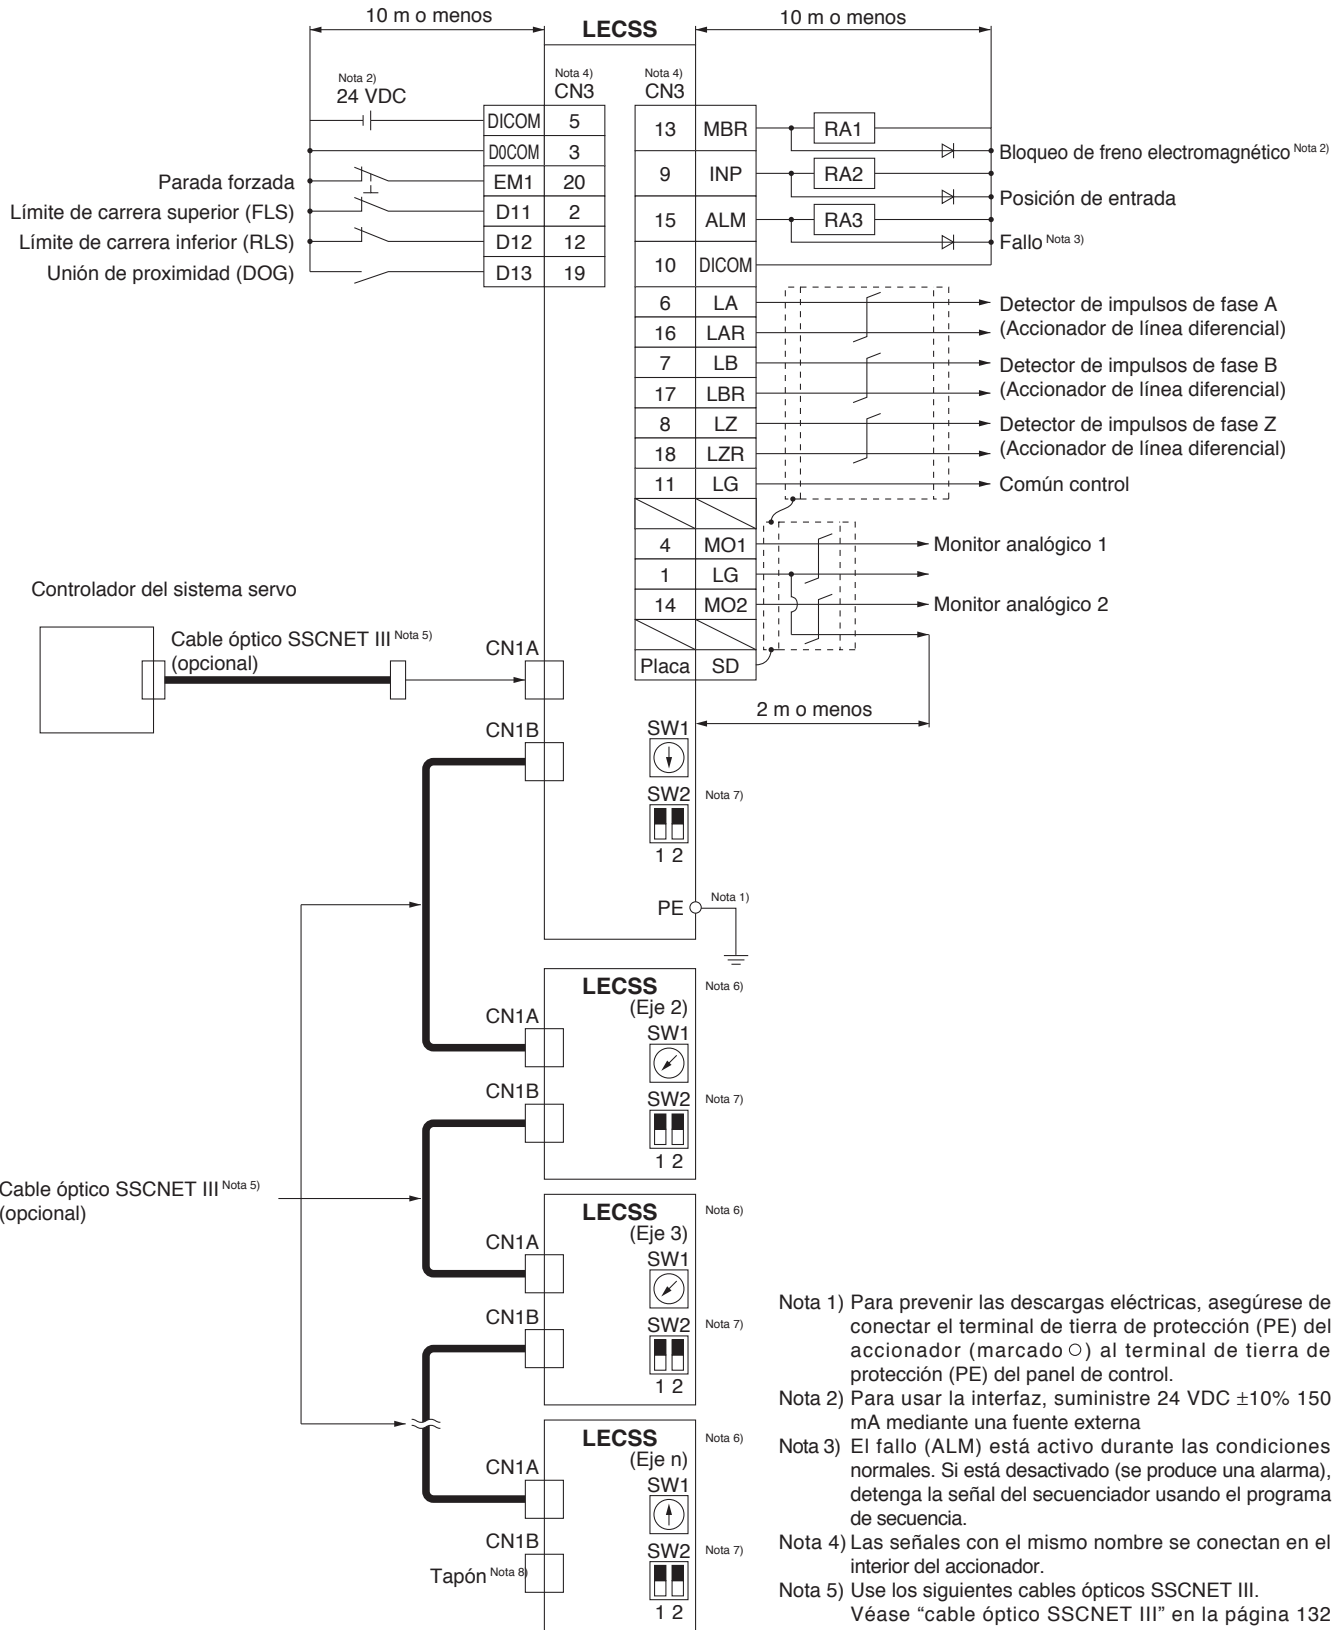 10 m o menos
LECSS
10 m o menos
Nota 2)
24 VDC
Nota 4)
CN3
Nota 4)
CN3
DICOM 5
D0COM 3
Parada forzada EM1 20
Límite de carrera superior (FLS) D11 2
Límite de carrera inferior (RLS) D12 12
Unión de proximidad (DOG) D13 19
13 MBR RA1
Bloqueo de freno electromagnético Nota 2)
9 INP RA2
Posición de entrada
15 ALM RA3
Fallo Nota 3)
10 DICOM
6 LA Detector de impulsos de fase A
16 LAR (Accionador de línea diferencial)
7 LB Detector de impulsos de fase B
17 LBR (Accionador de línea diferencial)
8 LZ Detector de impulsos de fase Z
18 LZR (Accionador de línea diferencial)
11 LG Común control
4 MO1 Monitor analógico 1
1 LG
14 MO2 Monitor analógico 2
Placa SD
2 m o menos
Controlador del sistema servo
Cable óptico SSCNET III Nota 5)
(opcional)
CN1A
CN1B
SW1
SW2 Nota 7)
1 2
PE Nota 1)
LECSS Nota 6)
(Eje 2)
CN1A
SW1
CN1B
SW2 Nota 7)
1 2
Cable óptico SSCNET III Nota 5)
(opcional)
LECSS Nota 6)
(Eje 3)
CN1A
SW1
CN1B
SW2 Nota 7)
1 2
LECSS Nota 6)
(Eje n)
CN1A
SW1
CN1B
Tapón Nota 8)
SW2 Nota 7)
1 2
Nota 1) Para prevenir las descargas eléctricas, asegúrese de
conectar el terminal de tierra de protección (PE) del
accionador (marcado ○) al terminal de tierra de
protección (PE) del panel de control.
Nota 2) Para usar la interfaz, suministre 24 VDC ±10% 150
mA mediante una fuente externa
Nota 3) El fallo (ALM) está activo durante las condiciones
normales. Si está desactivado (se produce una alarma),
detenga la señal del secuenciador usando el programa
de secuencia.
Nota 4) Las señales con el mismo nombre se conectan en el
interior del accionador.
Nota 5) Use los siguientes cables ópticos SSCNET III.
Véase “cable óptico SSCNET III” en la página 132